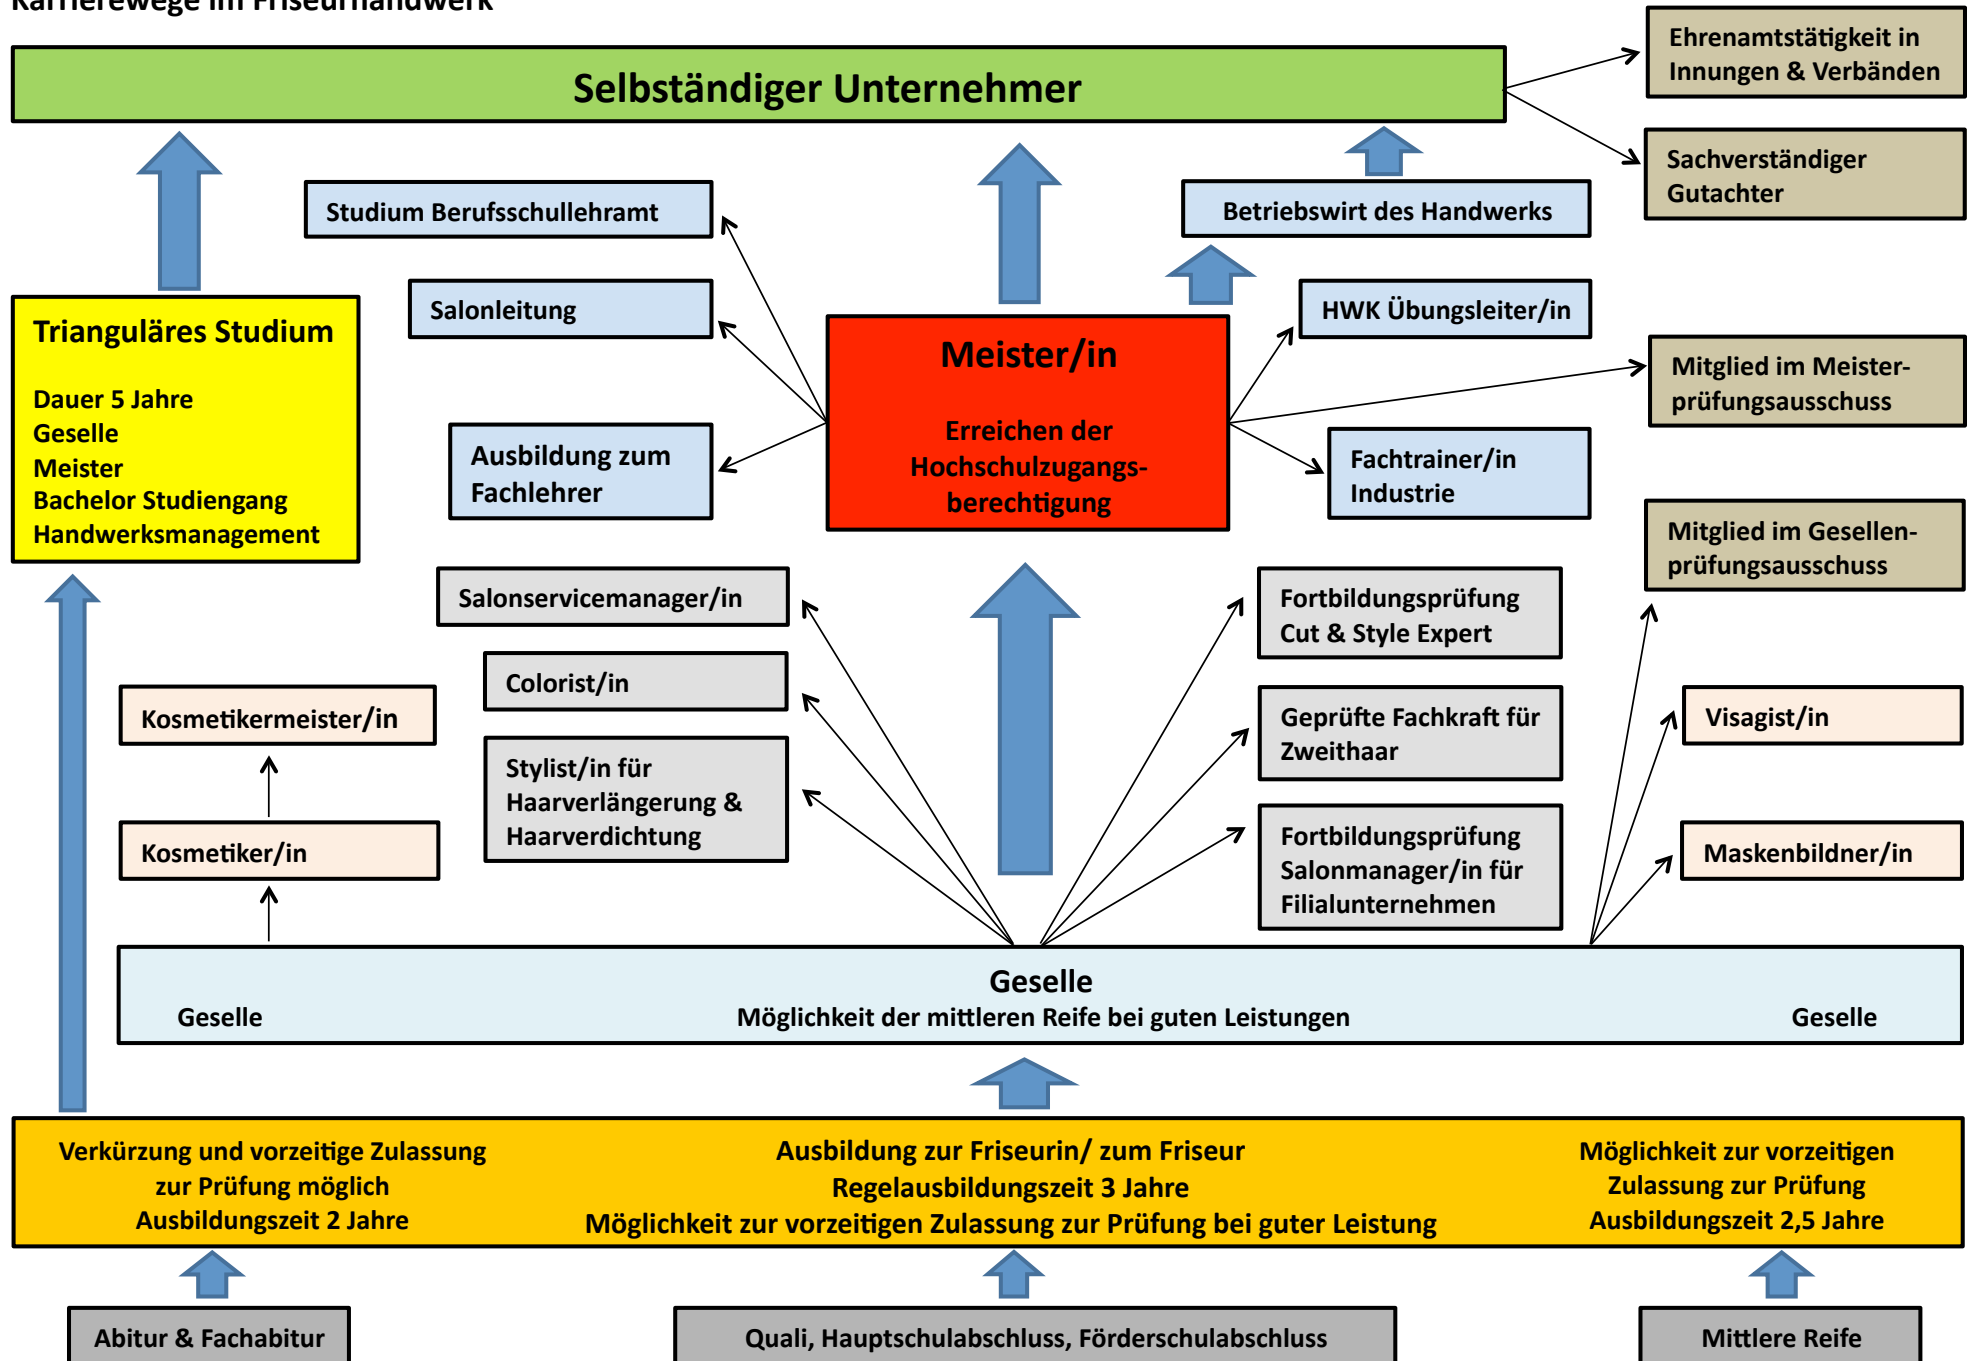 Karrierewege im Friseurhandwerk
Selbständiger Unternehmer
Ehrenamtstätigkeit in
Innungen & Verbänden
Sachverständiger
Gutachter
Studium Berufsschullehramt
Betriebswirt des Handwerks
Salonleitung
HWK Übungsleiter/in
Trianguläres Studium
Dauer 5 Jahre
Geselle
Meister
Bachelor Studiengang
Handwerksmanagement
Meister/in
Erreichen der
Hochschulzugangs-
berechtigung
Mitglied im Meister-
prüfungsausschuss
Ausbildung zum
Fachlehrer
Fachtrainer/in
Industrie
Mitglied im Gesellen-
prüfungsausschuss
Salonservicemanager/in
Fortbildungsprüfung
Cut & Style Expert
Colorist/in
Kosmetikermeister/in
Geprüfte Fachkraft für
Zweithaar
Visagist/in
Stylist/in für
Haarverlängerung &
Haarverdichtung
Kosmetiker/in
Fortbildungsprüfung
Salonmanager/in für
Filialunternehmen
Maskenbildner/in
Geselle
Geselle
Möglichkeit der mittleren Reife bei guten Leistungen
Geselle
Verkürzung und vorzeitige Zulassung
zur Prüfung möglich
Ausbildungszeit 2 Jahre
Ausbildung zur Friseurin/ zum Friseur
Regelausbildungszeit 3 Jahre
Möglichkeit zur vorzeitigen Zulassung zur Prüfung bei guter Leistung
Möglichkeit zur vorzeitigen
Zulassung zur Prüfung
Ausbildungszeit 2,5 Jahre
Abitur & Fachabitur
Quali, Hauptschulabschluss, Förderschulabschluss
Mittlere Reife